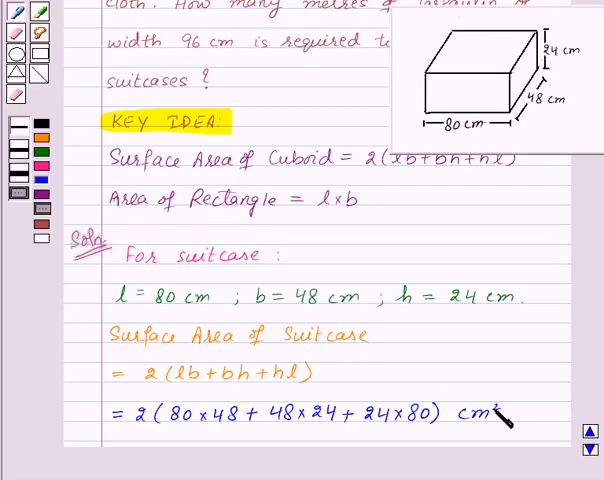 cloth. How many metres of
width 96 cm is required to
suitcases ?
24 cm
48 cm
80 cm
KEY IDEA:
Surface Area of Cuboid = 2(lb+bh+hl)
Area of Rectangle = l×b
Soln.
For suitcase :
l = 80 cm ; b = 48 cm ; h = 24 cm.
Surface Area of Suitcase
= 2(lb+bh+hl)
= 2(80×48 + 48×24 + 24×80) cm²